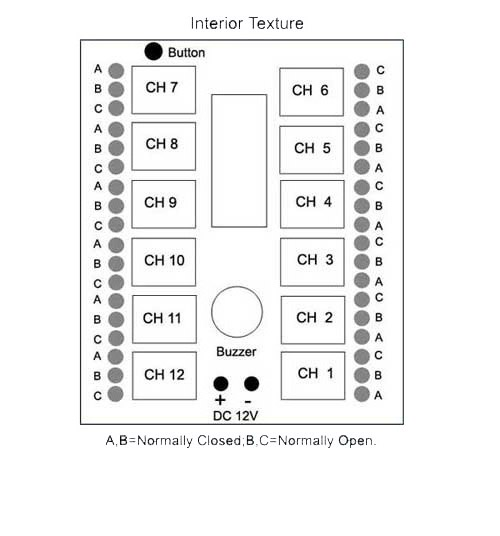 Interior Texture
Button
A
B
C
CH 7
CH 6
C
B
A
A
B
C
CH 8
CH 5
C
B
A
A
B
C
CH 9
CH 4
C
B
A
A
B
C
CH 10
CH 3
C
B
A
A
B
C
CH 11
CH 2
C
B
A
Buzzer
A
B
C
CH 12
CH 1
C
B
A
+ -
DC 12V
A,B=Normally Closed;B,C=Normally Open.